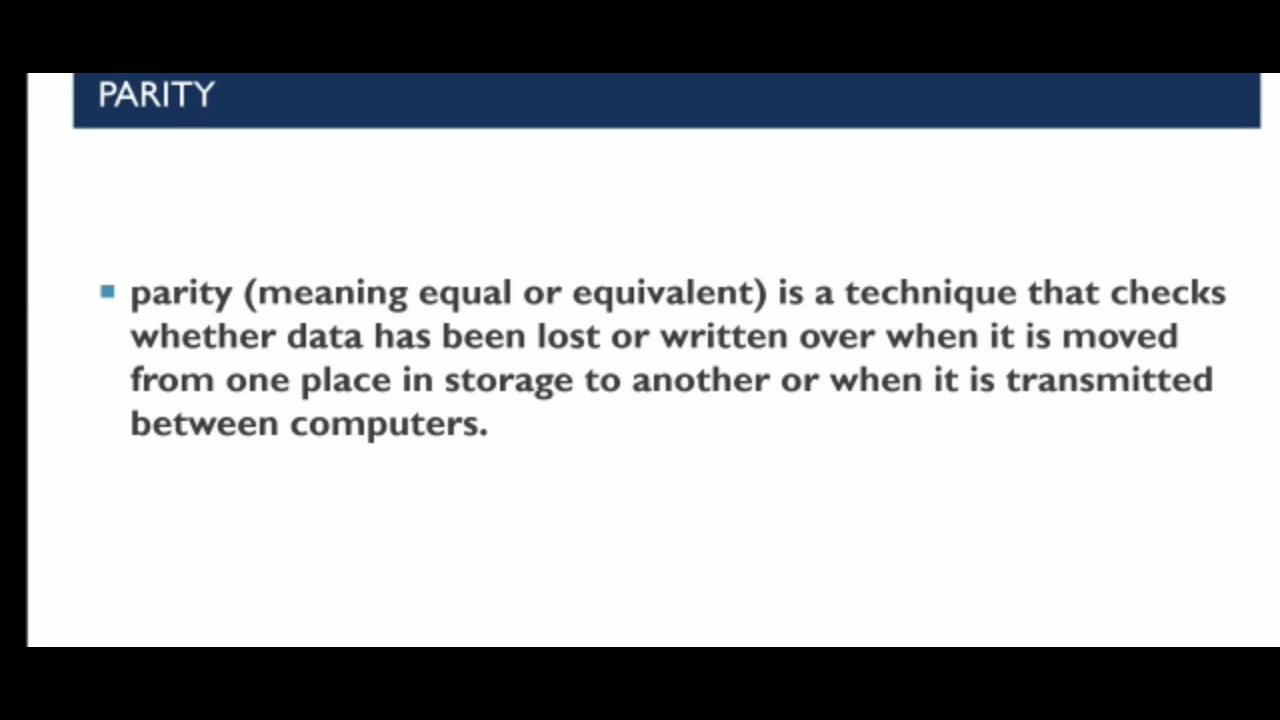 PARITY
parity (meaning equal or equivalent) is a technique that checks
whether data has been lost or written over when it is moved
from one place in storage to another or when it is transmitted
between computers.